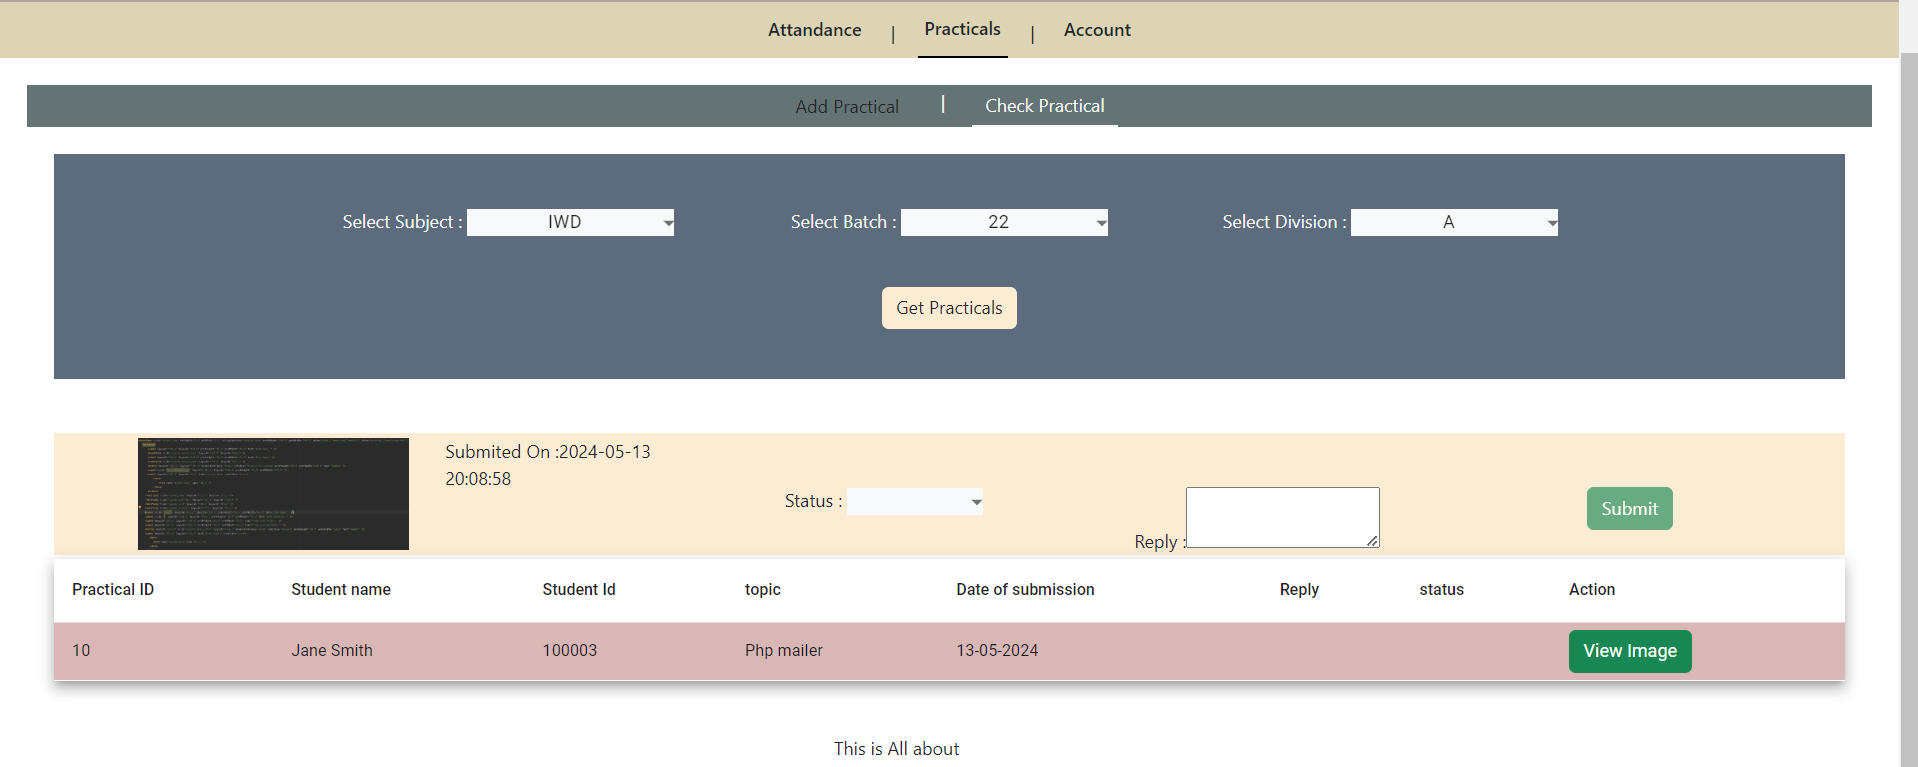 Attandance | Practicals | Account
Add Practical | Check Practical
Select Subject : IWD Select Batch : 22 Select Division : A
Get Practicals
Submited On :2024-05-13
20:08:58
Status :
Reply :
Submit
Practical ID Student name Student Id topic Date of submission Reply status Action
10 Jane Smith 100003 Php mailer 13-05-2024 View Image
This is All about